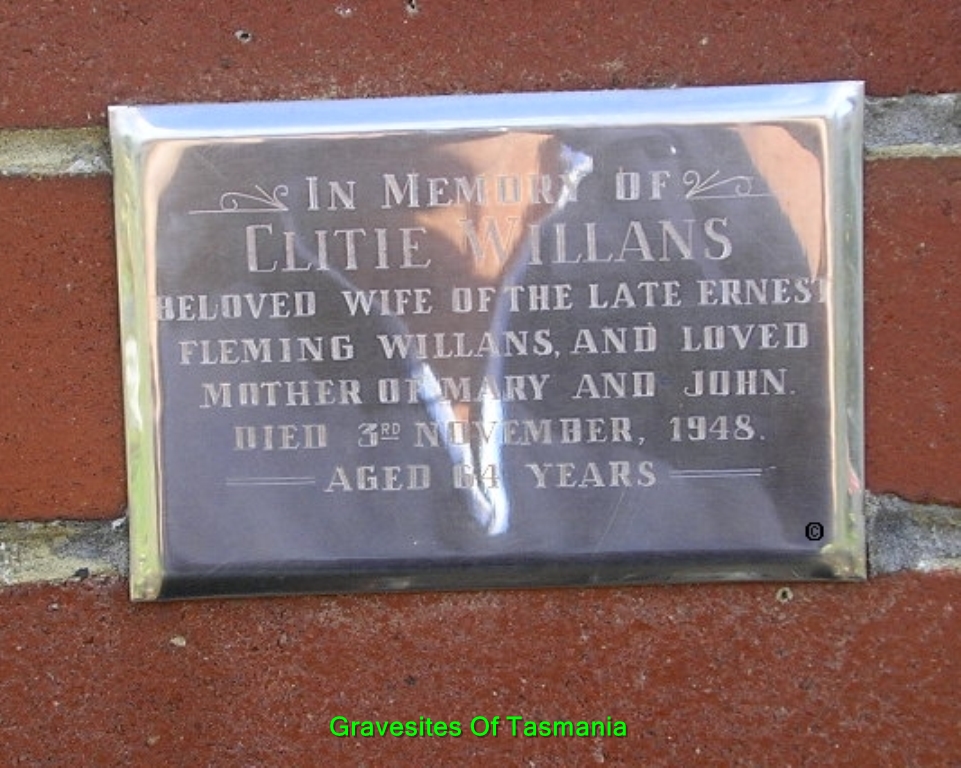 IN MEMORY OF
CLITIE WILLANS
BELOVED WIFE OF THE LATE ERNEST
FLEMING WILLANS, AND LOVED
MOTHER OF MARY AND JOHN.
DIED 3RD NOVEMBER, 1948.
AGED 64 YEARS
©
Gravesites Of Tasmania